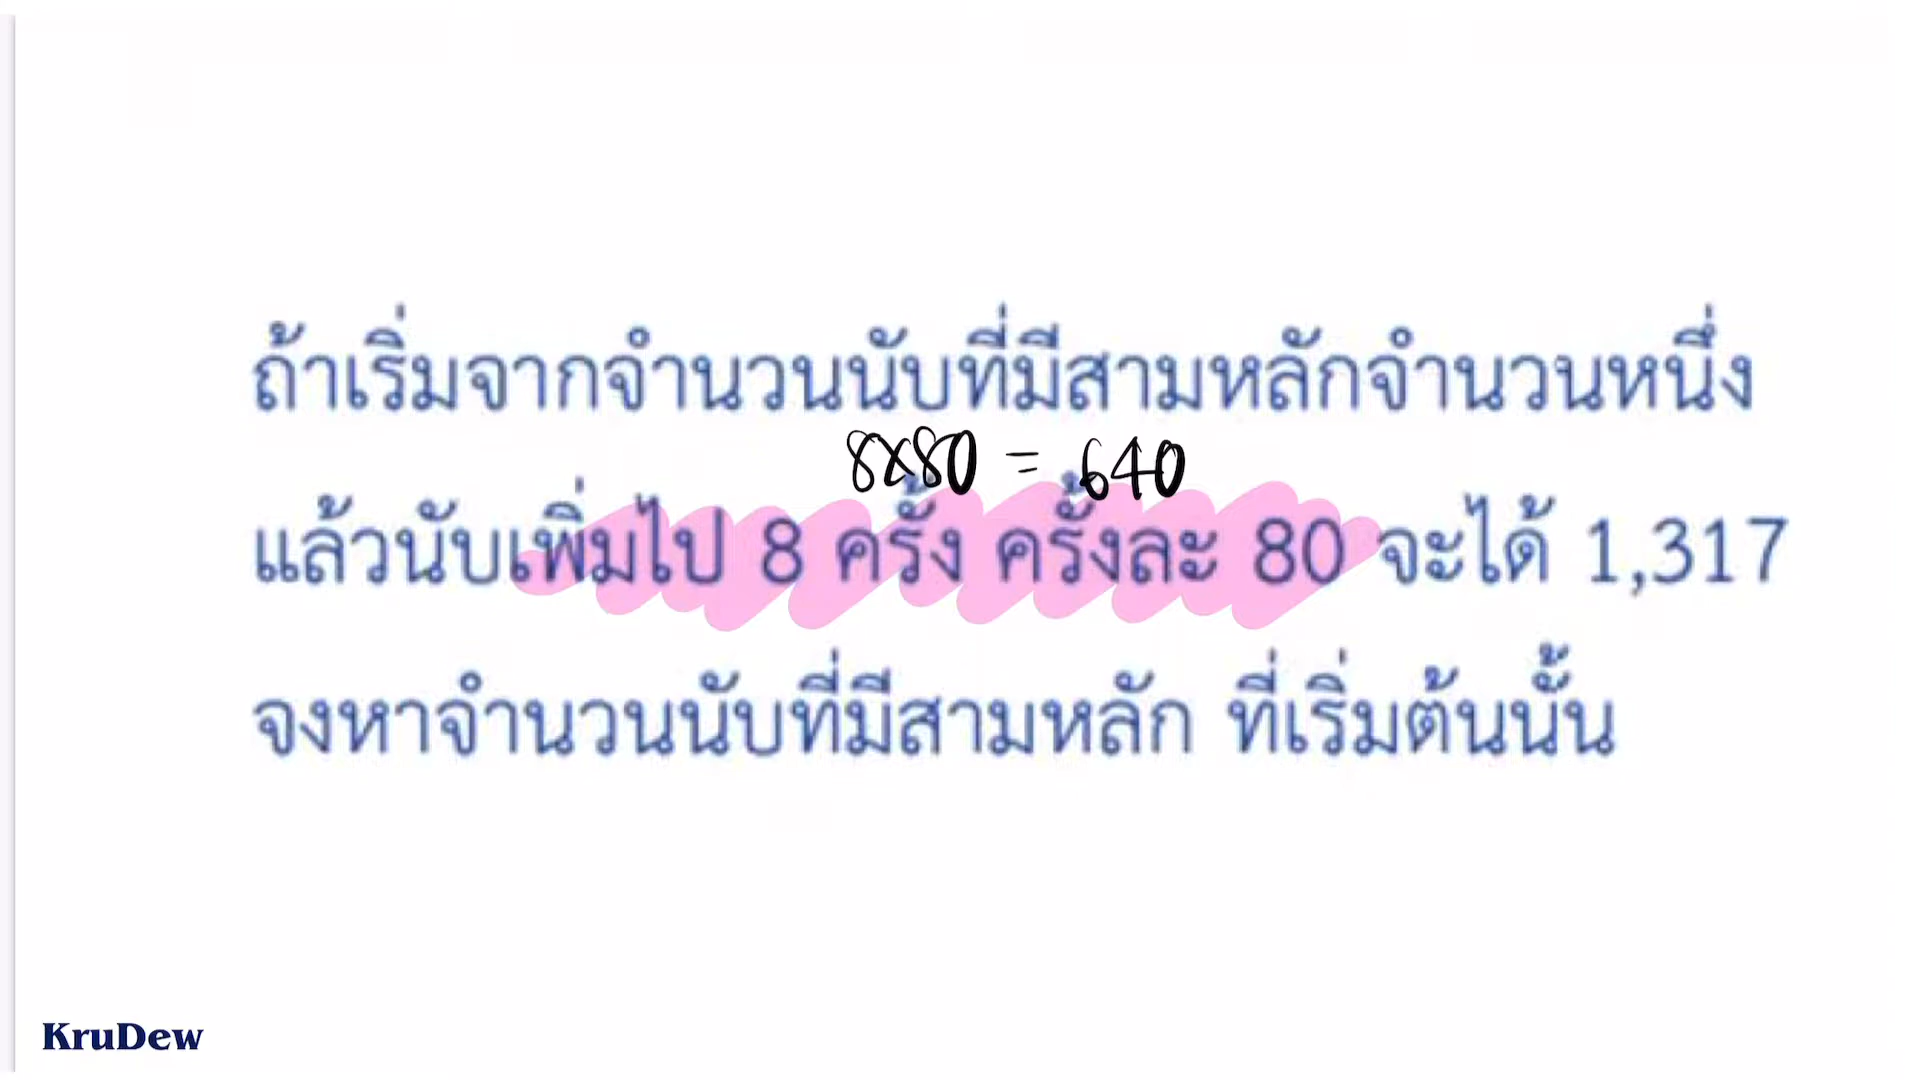 ถ้าเริ่มจากจำนวนนับที่มีสามหลักจำนวนหนึ่ง
8x80 = 640
แล้วนับเพิ่มไป 8 ครั้ง ครั้งละ 80 จะได้ 1,317
จงหาจำนวนนับที่มีสามหลัก ที่เริ่มต้นนั้น
KruDew